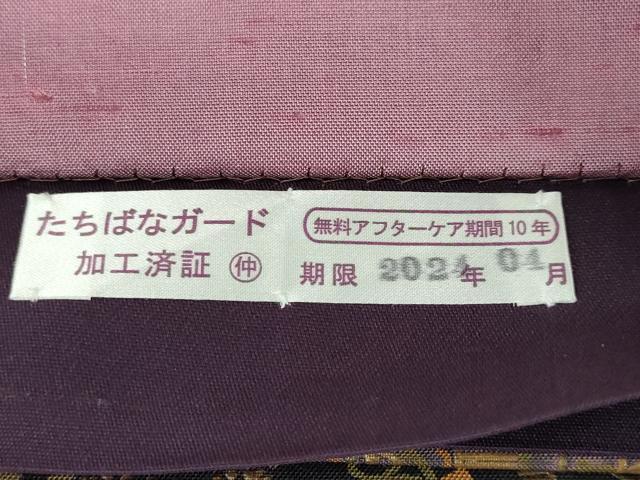 たちばなガード
加工済証 ㊥
無料アフターケア期間10年
期限 2024年 04月